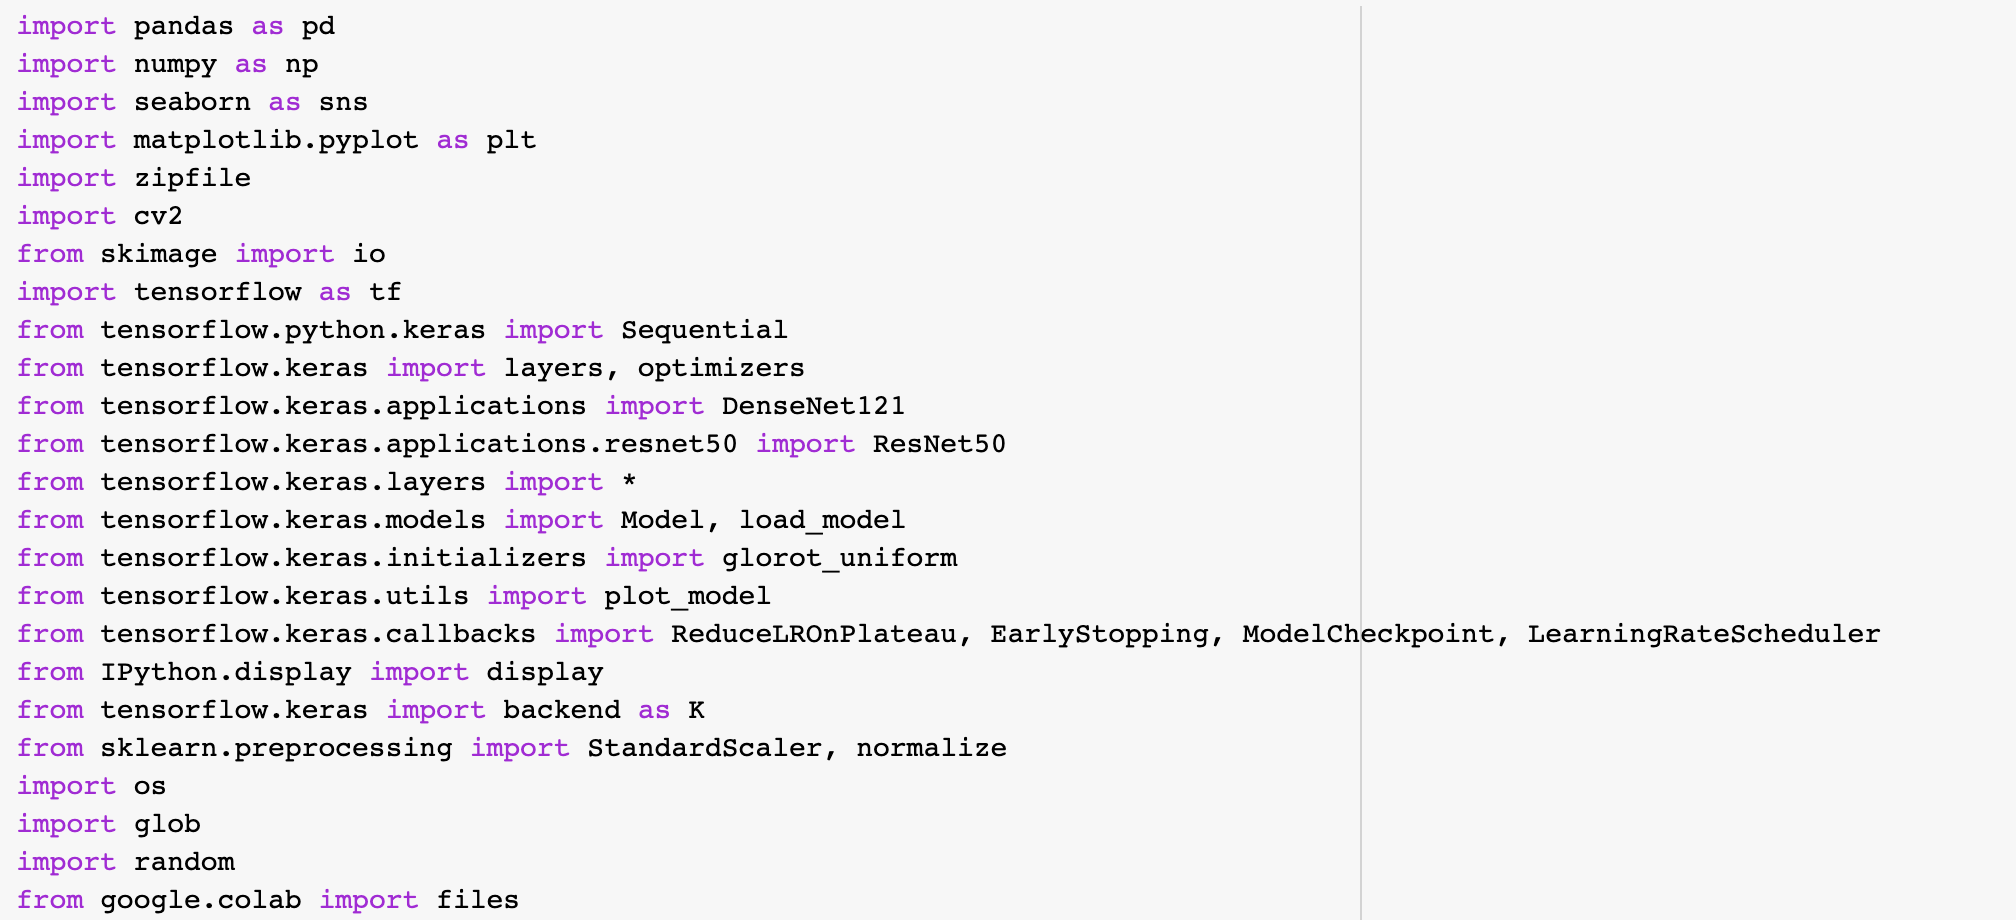 import pandas as pd
import numpy as np
import seaborn as sns
import matplotlib.pyplot as plt
import zipfile
import cv2
from skimage import io
import tensorflow as tf
from tensorflow.python.keras import Sequential
from tensorflow.keras import layers, optimizers
from tensorflow.keras.applications import DenseNet121
from tensorflow.keras.applications.resnet50 import ResNet50
from tensorflow.keras.layers import *
from tensorflow.keras.models import Model, load_model
from tensorflow.keras.initializers import glorot_uniform
from tensorflow.keras.utils import plot_model
from tensorflow.keras.callbacks import ReduceLROnPlateau, EarlyStopping, ModelCheckpoint, LearningRateScheduler
from IPython.display import display
from tensorflow.keras import backend as K
from sklearn.preprocessing import StandardScaler, normalize
import os
import glob
import random
from google.colab import files